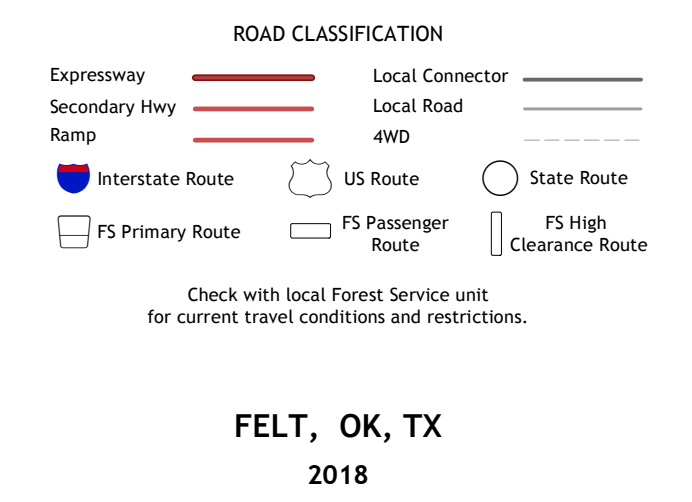 ROAD CLASSIFICATION
Expressway
Local Connector
Secondary Hwy
Local Road
Ramp
4WD
Interstate Route
US Route
State Route
FS Primary Route
FS Passenger
Route
FS High
Clearance Route
Check with local Forest Service unit
for current travel conditions and restrictions.
FELT, OK, TX
2018